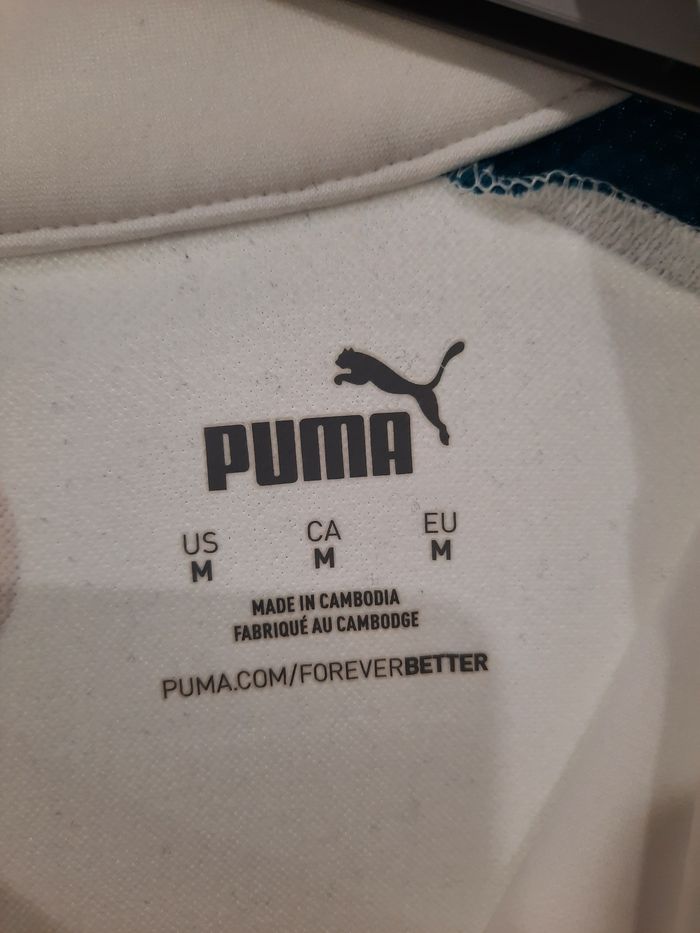 PUMA
US CA EU
M M M
MADE IN CAMBODIA
FABRIQUÉ AU CAMBODGE
PUMA.COM/FOREVERBETTER